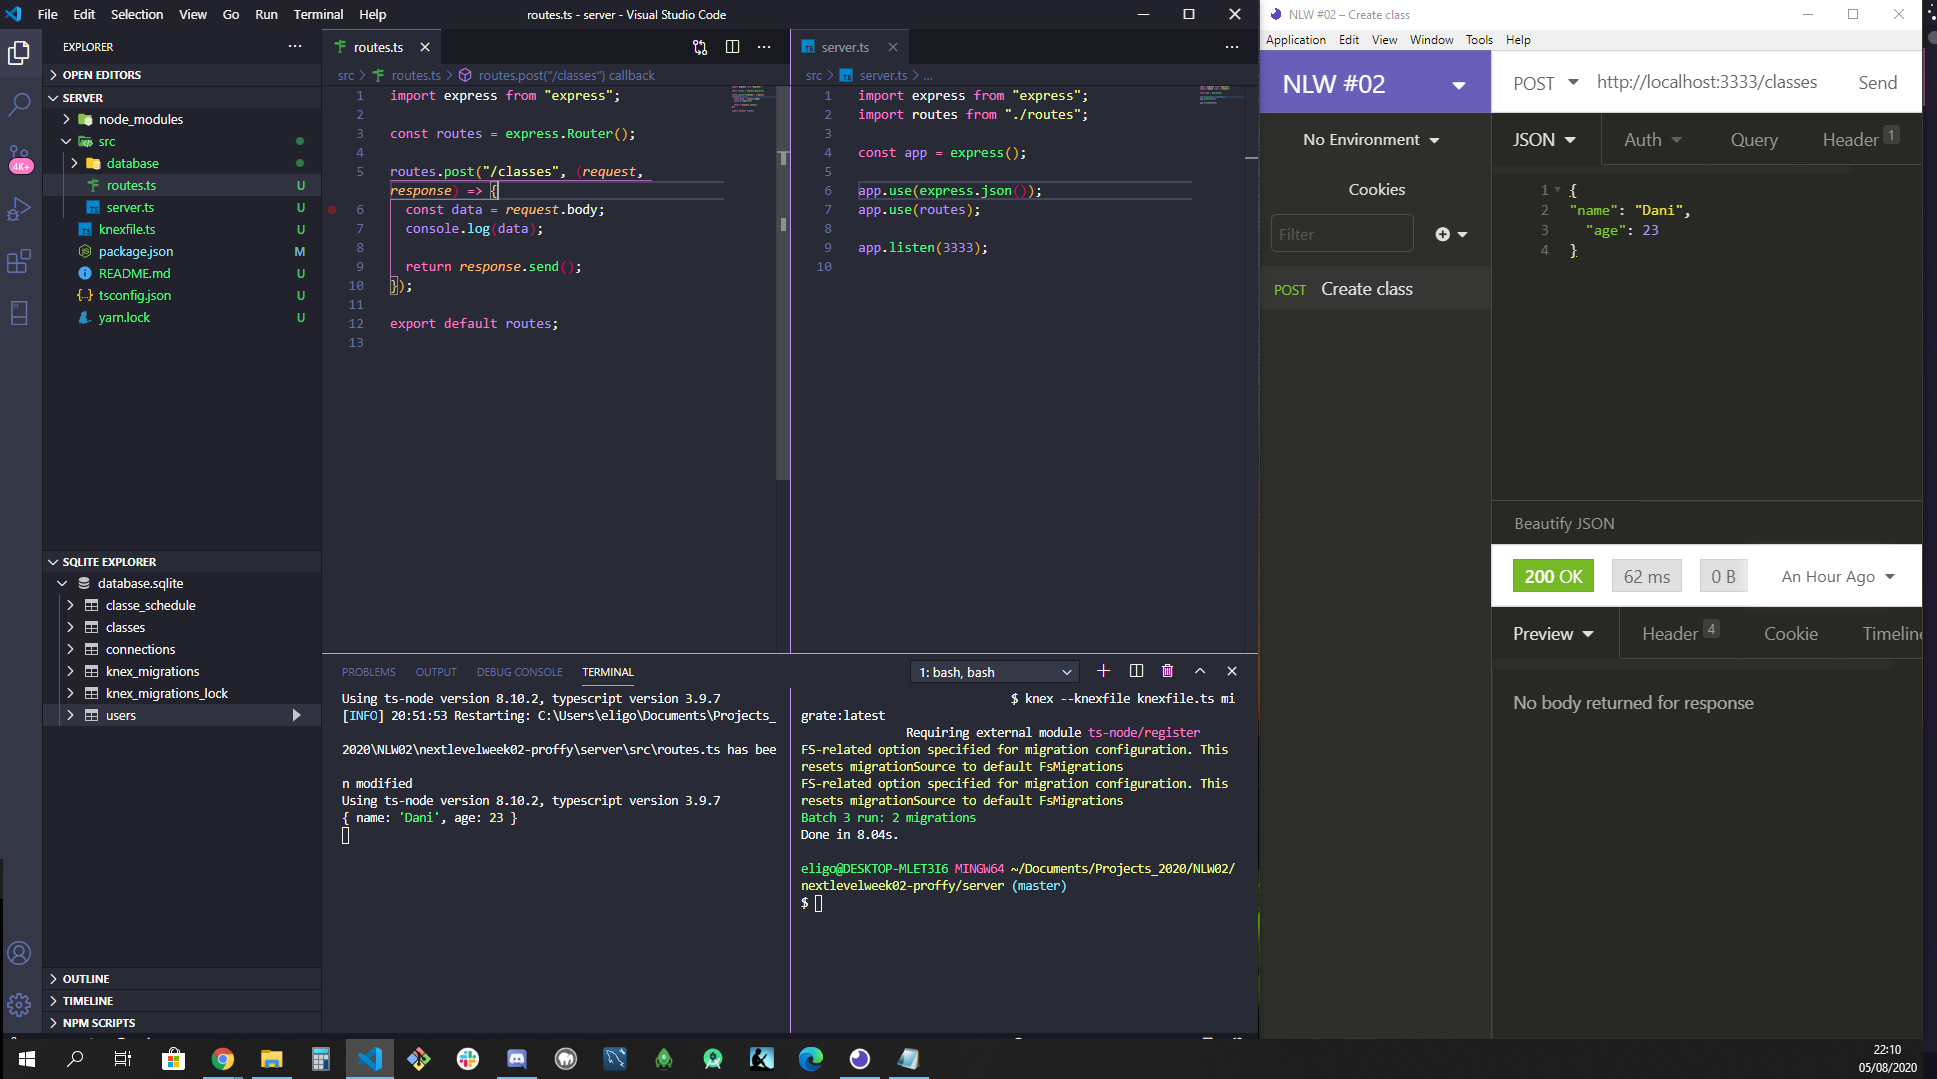 File Edit Selection View Go Run Terminal Help
routes.ts - server - Visual Studio Code
EXPLORER
OPEN EDITORS
SERVER
node_modules
src
database
routes.ts U
server.ts U
knexfile.ts U
package.json M
README.md U
tsconfig.json U
yarn.lock U
4K+
SQLITE EXPLORER
database.sqlite
classe_schedule
classes
connections
knex_migrations
knex_migrations_lock
users
OUTLINE
TIMELINE
NPM SCRIPTS
routes.ts
src > routes.ts > routes.post("/classes") callback
1 import express from "express";
2
3 const routes = express.Router();
4
5 routes.post("/classes", (request,
response) => {
6 const data = request.body;
7 console.log(data);
8
9 return response.send();
10 });
11
12 export default routes;
13
server.ts
src > server.ts > ...
1 import express from "express";
2 import routes from "./routes";
3
4 const app = express();
5
6 app.use(express.json());
7 app.use(routes);
8
9 app.listen(3333);
10
PROBLEMS OUTPUT DEBUG CONSOLE TERMINAL
1: bash, bash
Using ts-node version 8.10.2, typescript version 3.9.7
[INFO] 20:51:53 Restarting: C:\Users\eligo\Documents\Projects_
2020\NLW02\nextlevelweek02-proffy\server\src\routes.ts has bee
n modified
Using ts-node version 8.10.2, typescript version 3.9.7
{ name: 'Dani', age: 23 }
$ knex --knexfile knexfile.ts mi
grate:latest
Requiring external module ts-node/register
FS-related option specified for migration configuration. This
resets migrationSource to default FsMigrations
FS-related option specified for migration configuration. This
resets migrationSource to default FsMigrations
Batch 3 run: 2 migrations
Done in 8.04s.
eligo@DESKTOP-MLET3I6 MINGW64 ~/Documents/Projects_2020/NLW02/
nextlevelweek02-proffy/server (master)
$
NLW #02 – Create class
Application Edit View Window Tools Help
NLW #02
POST http://localhost:3333/classes Send
No Environment
Cookies
Filter
POST Create class
JSON Auth Query Header 1
1 {
2 "name": "Dani",
3 "age": 23
4 }
Beautify JSON
200 OK 62 ms 0 B An Hour Ago
Preview Header 4 Cookie Timeline
No body returned for response
22:10
05/08/2020